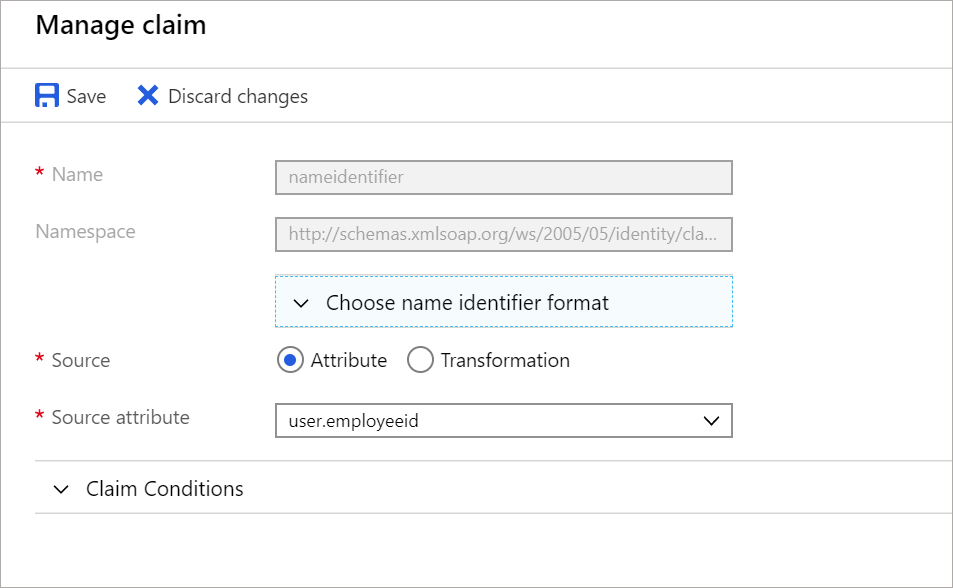 Manage claim
Save Discard changes
* Name nameidentifier
Namespace http://schemas.xmlsoap.org/ws/2005/05/identity/cla...
Choose name identifier format
* Source Attribute Transformation
* Source attribute user.employeeid
Claim Conditions